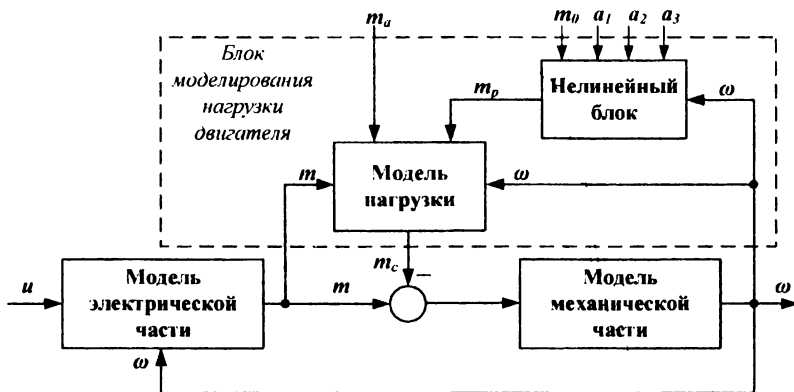 mₐ
m₀ a₁ a₂ a₃
Блок
моделирования
нагрузки
двигателя
mₚ
Нелинейный
блок
ω
m
Модель
нагрузки
ω
m_c
−
u
Модель
электрической
части
m
Модель
механической
части
ω
ω